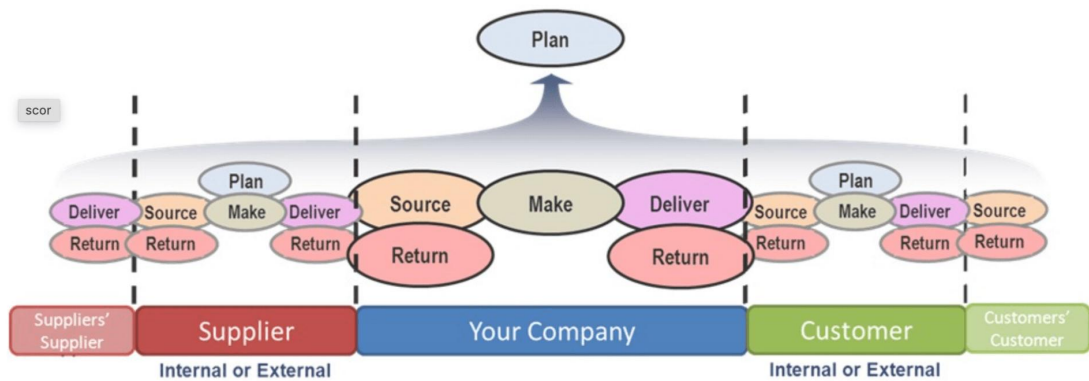 Plan
scor
Plan
Deliver
Source
Make
Deliver
Return
Return
Return
Source
Make
Deliver
Return
Return
Plan
Source
Make
Deliver
Source
Return
Return
Return
Suppliers'
Supplier
Supplier
Your Company
Customer
Customers'
Customer
Internal or External
Internal or External